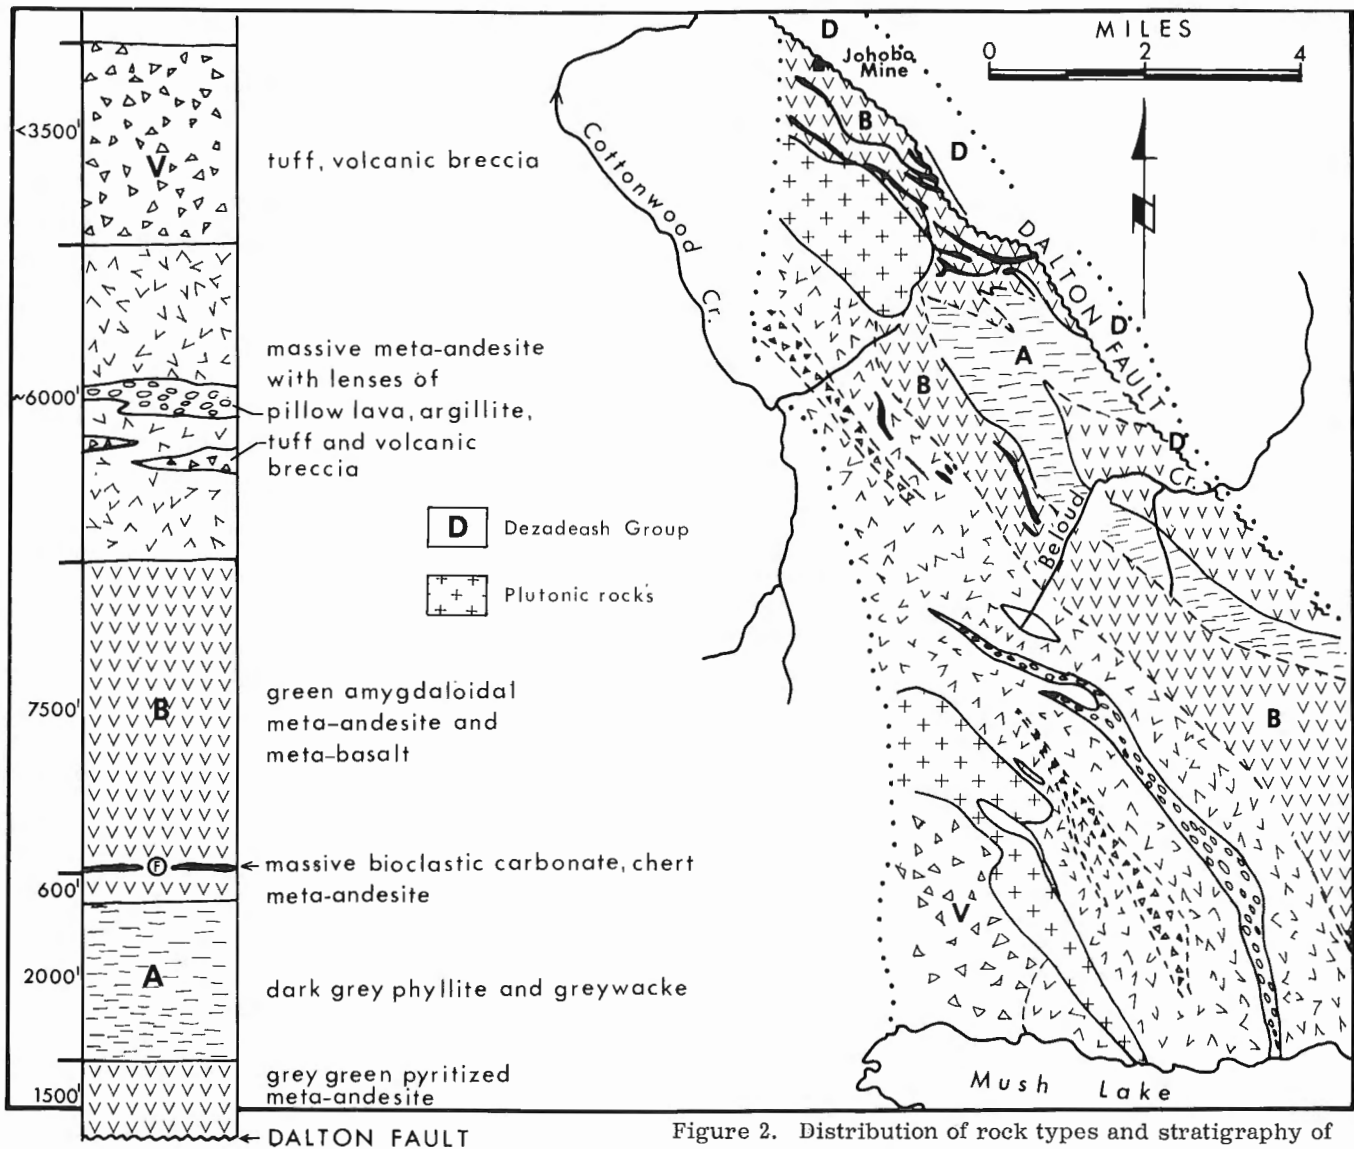 <3500'
V
tuff, volcanic breccia
~6000'
massive meta-andesite
with lenses of
pillow lava, argillite,
tuff and volcanic
breccia
D Dezadeash Group
Plutonic rocks
7500'
B
green amygdaloidal
meta-andesite and
meta-basalt
F
massive bioclastic carbonate, chert
meta-andesite
600'
2000'
A
dark grey phyllite and greywacke
grey green pyritized
meta-andesite
1500'
DALTON FAULT
MILES
0 2 4
D
Johobo
Mine
B
D
Cottonwood Cr.
DALTON FAULT
D
A
B
D
Beloud Cr.
B
V
Mush Lake
Figure 2. Distribution of rock types and stratigraphy of